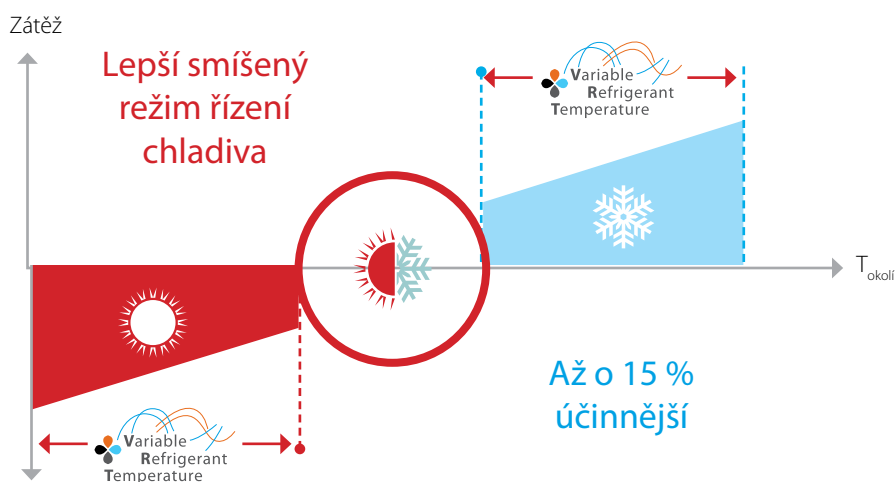 Zátěž
Lepší smíšený
režim řízení
chladiva
Variable
Refrigerant
Temperature
T okolí
Až o 15 %
účinnější
Variable
Refrigerant
Temperature